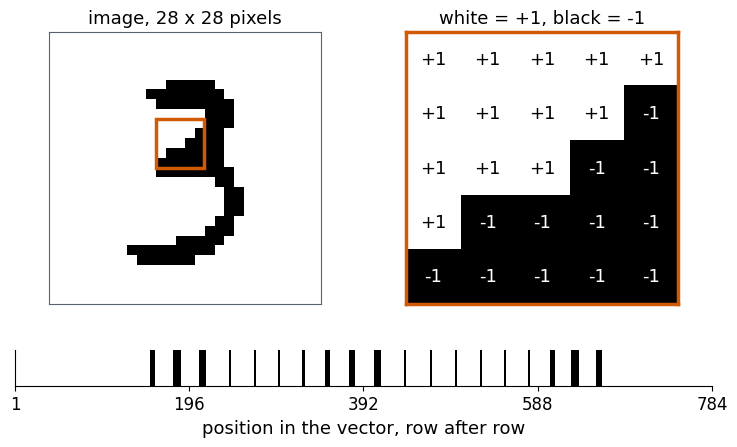 image, 28 x 28 pixels
white = +1, black = -1
+1 +1 +1 +1 +1
+1 +1 +1 +1 -1
+1 +1 +1 -1 -1
+1 -1 -1 -1 -1
-1 -1 -1 -1 -1
1 196 392 588 784
position in the vector, row after row